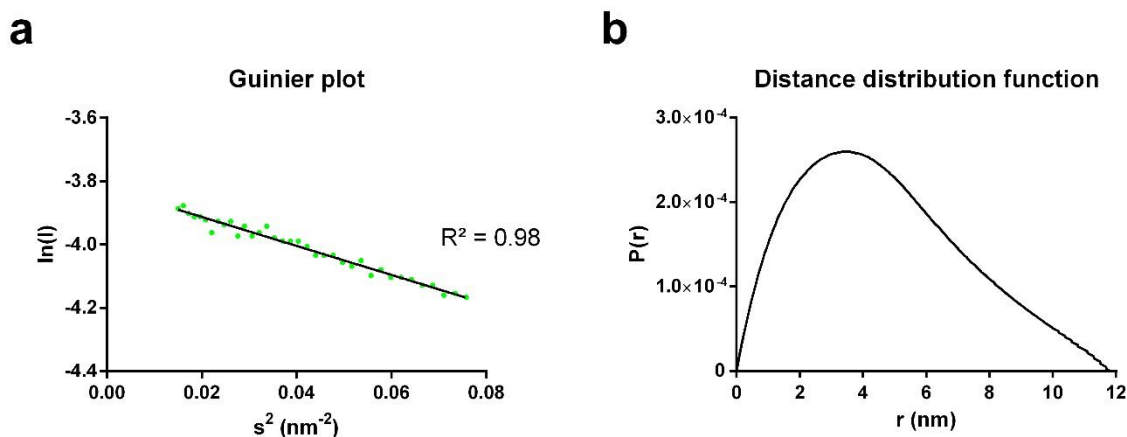 a
Guinier plot
-3.6
-3.8
-4.0
-4.2
-4.4
ln(I)
R² = 0.98
0.00 0.02 0.04 0.06 0.08
s² (nm⁻²)
b
Distance distribution function
3.0×10⁻⁴
2.0×10⁻⁴
1.0×10⁻⁴
0
P(r)
0 2 4 6 8 10 12
r (nm)